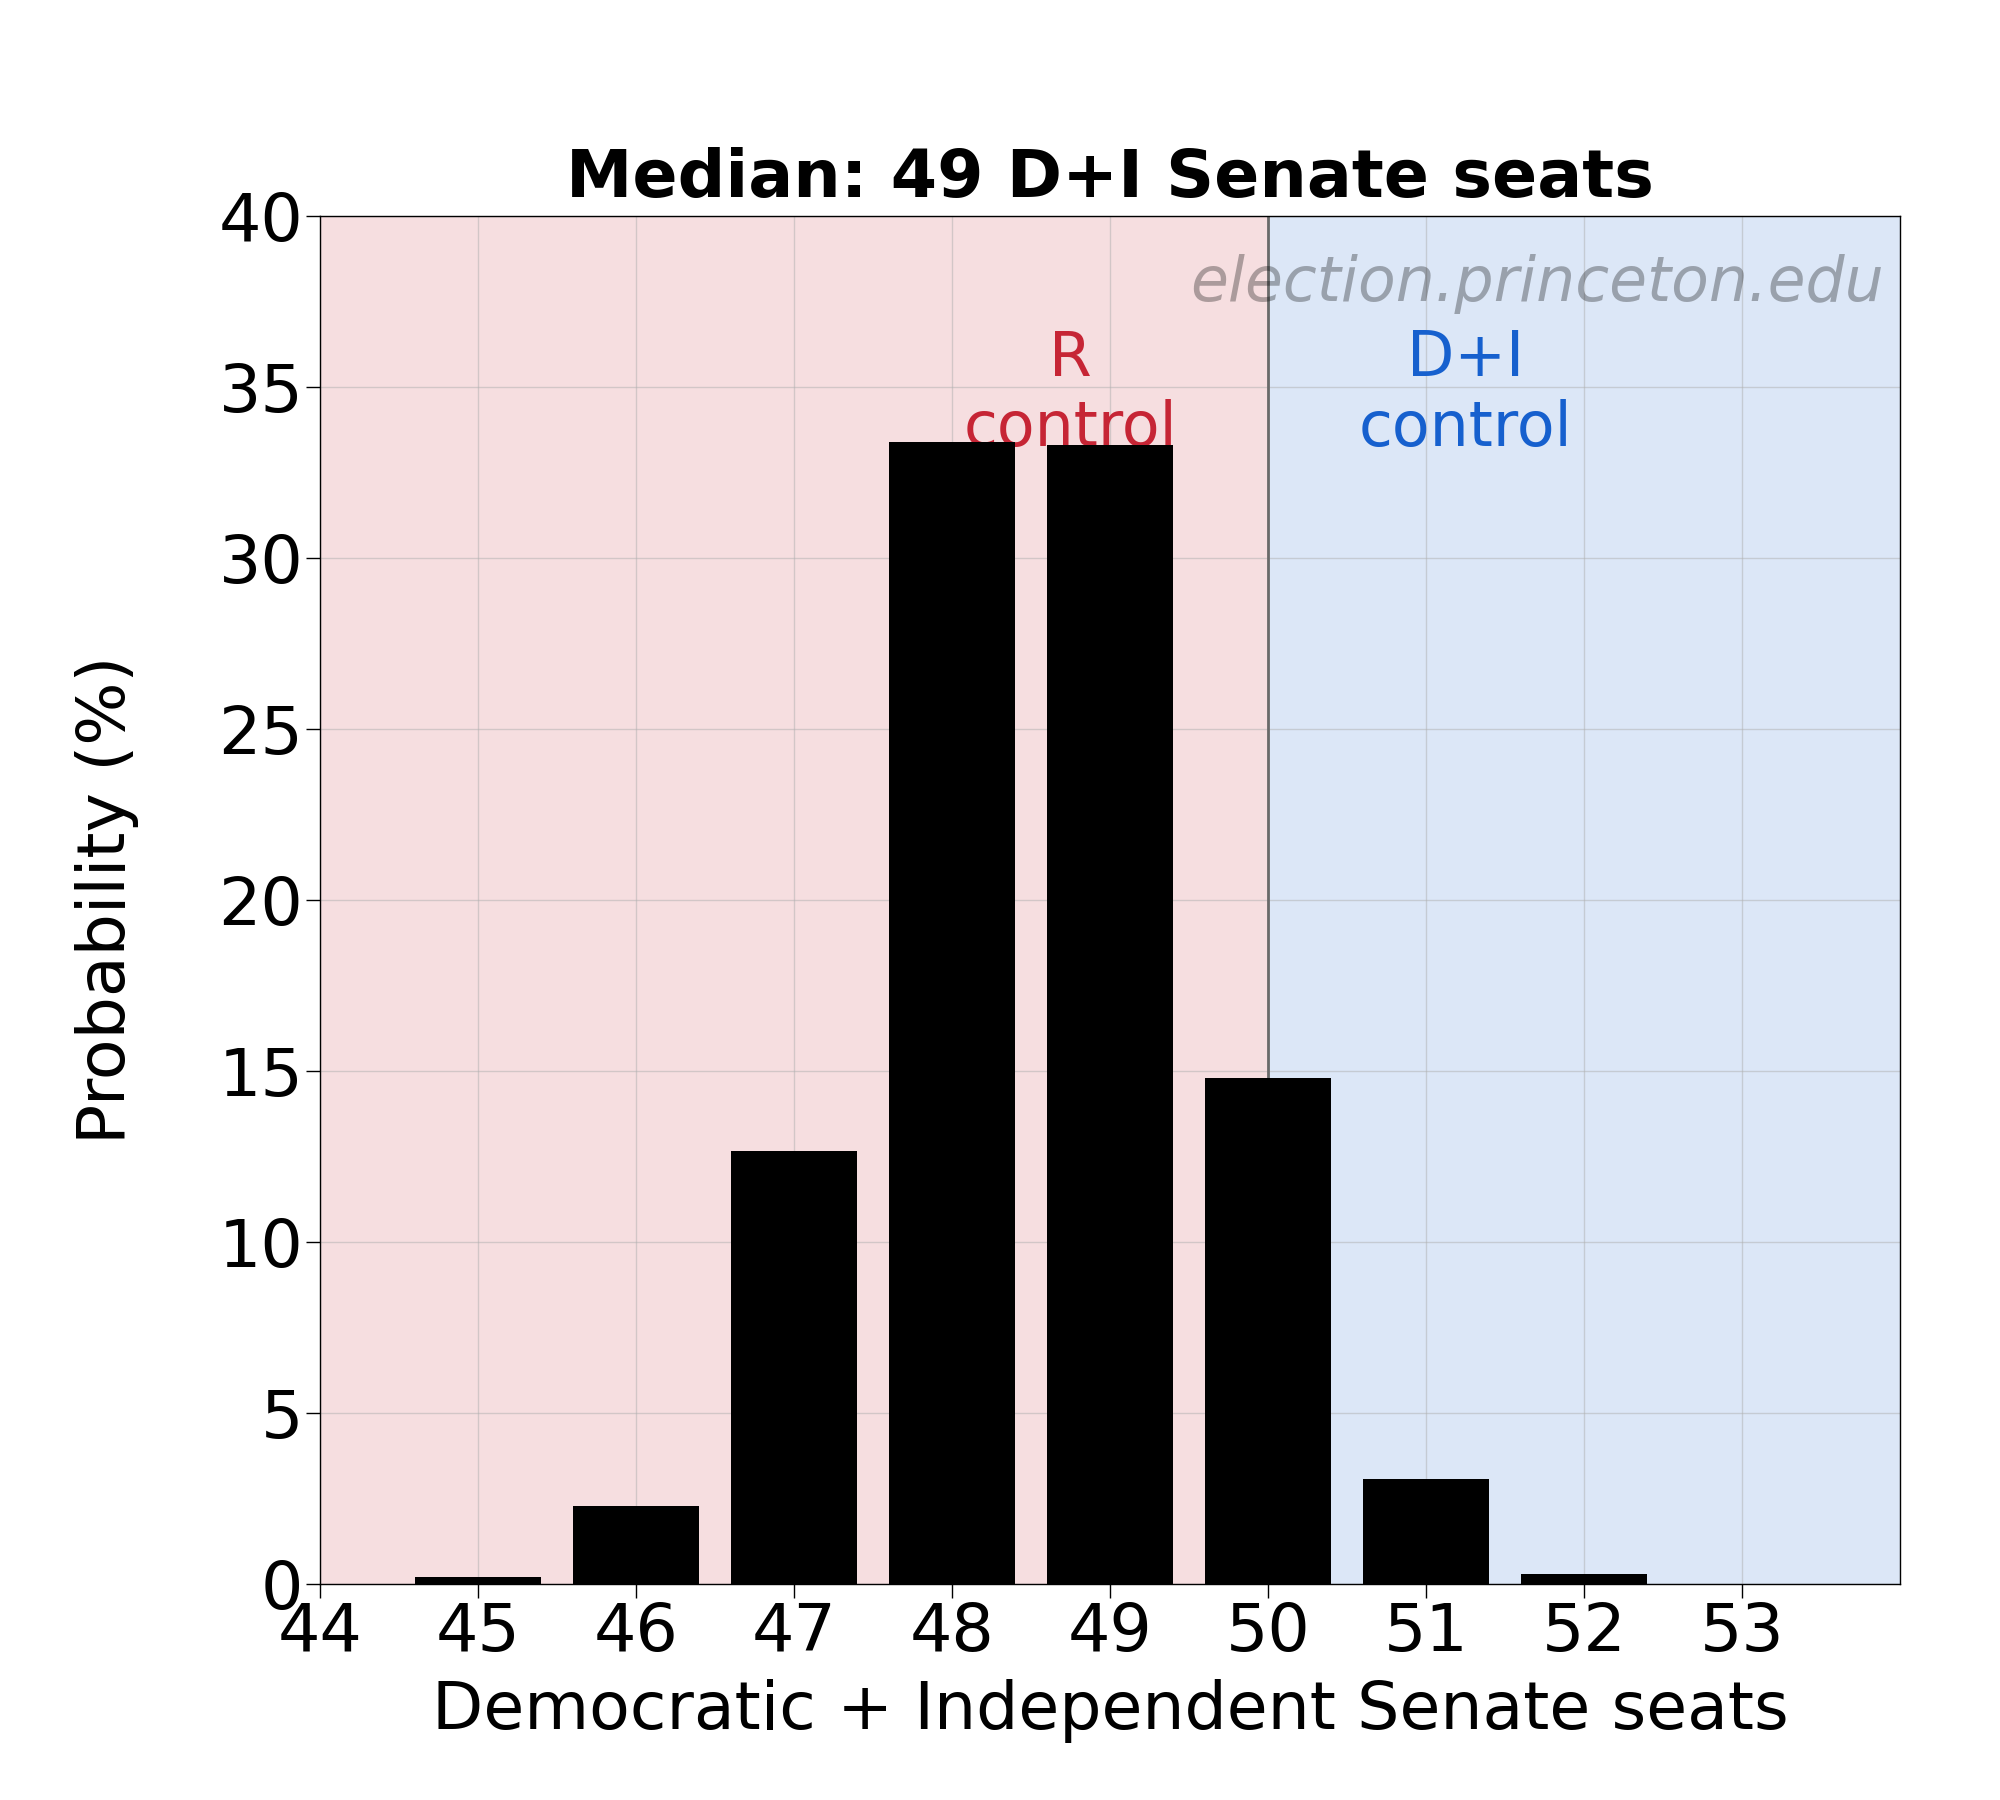 Median: 49 D+I Senate seats
election.princeton.edu
R
control
D+I
control
40
35
30
25
20
15
10
5
0
Probability (%)
44 45 46 47 48 49 50 51 52 53
Democratic + Independent Senate seats